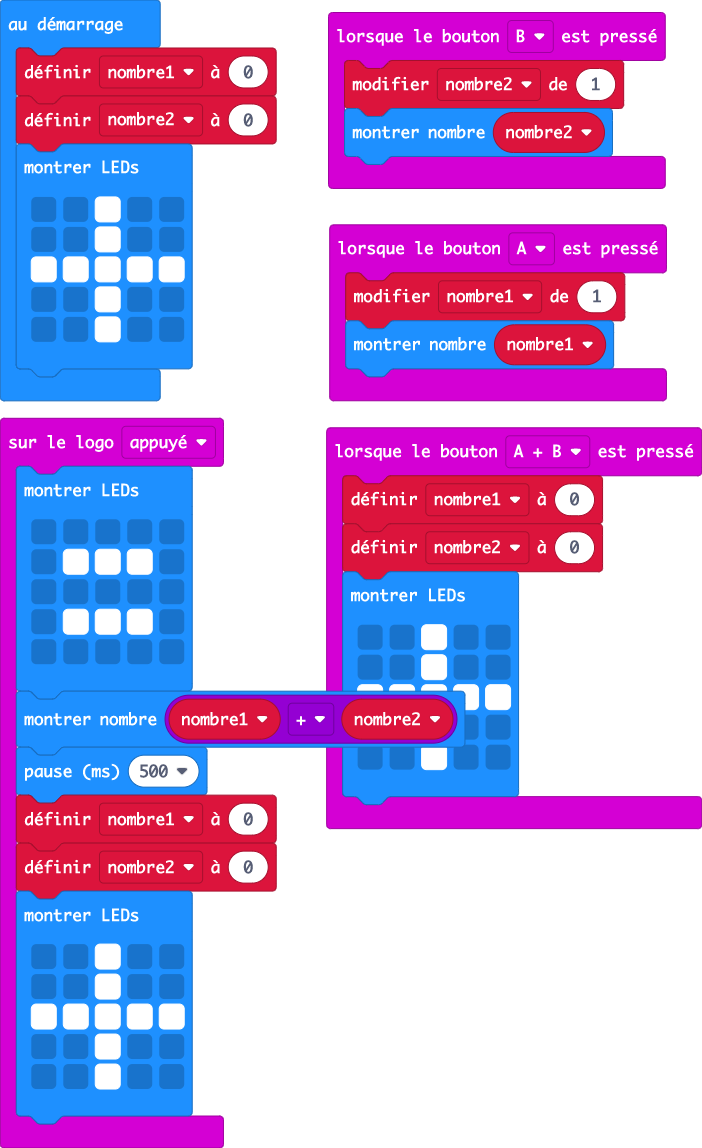 au démarrage
définir nombre1 à 0
définir nombre2 à 0
montrer LEDs
lorsque le bouton B est pressé
modifier nombre2 de 1
montrer nombre nombre2
lorsque le bouton A est pressé
modifier nombre1 de 1
montrer nombre nombre1
sur le logo appuyé
montrer LEDs
montrer nombre nombre1 + nombre2
pause (ms) 500
définir nombre1 à 0
définir nombre2 à 0
montrer LEDs
lorsque le bouton A + B est pressé
définir nombre1 à 0
définir nombre2 à 0
montrer LEDs